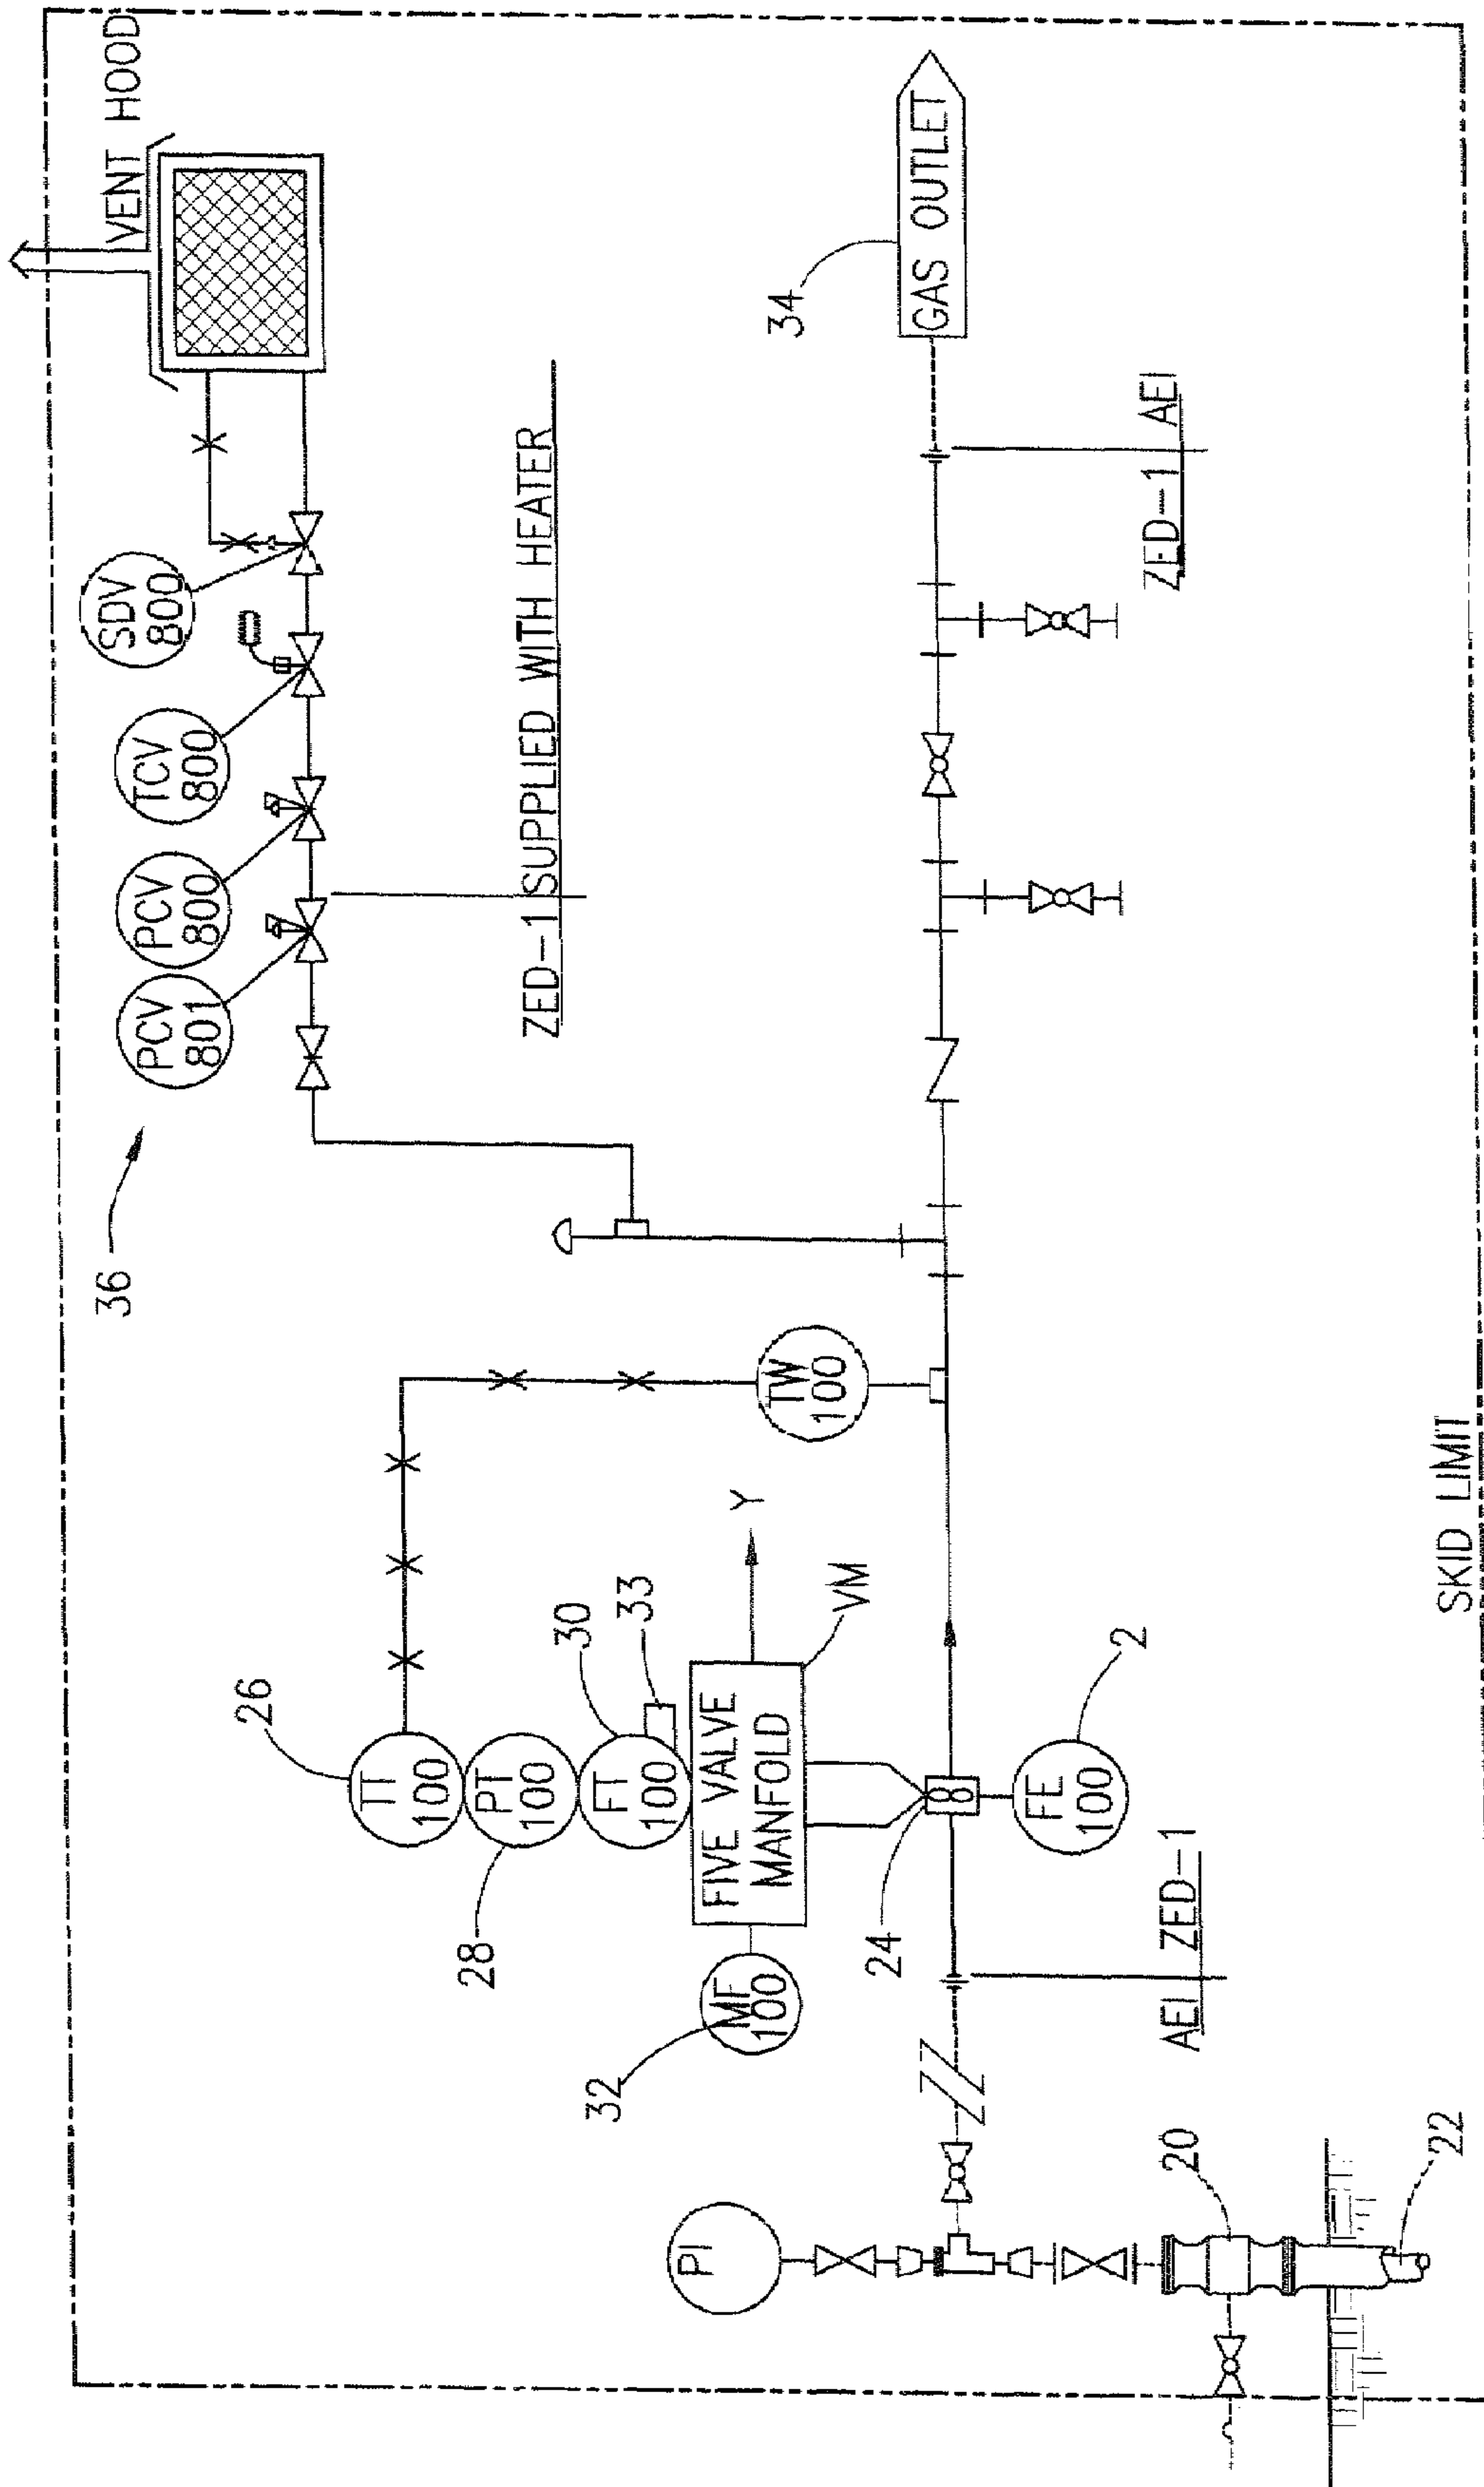 VENT HOOD
SDV
800
TCV
800
PCV
800
PCV
801
36
ZED-1 SUPPLIED WITH HEATER
34
GAS OUTLET
ZED-1 AEI
26
TT
100
28
PT
100
30
FT
100
33
FIVE VALVE
MANFOLD
Y
VM
TW
100
32
MF
100
24
FE
100
2
AEI ZED-1
PI
20
22
SKID LIMIT